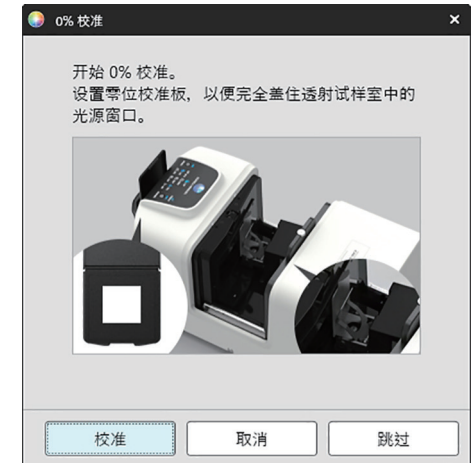 0% 校准
开始 0% 校准。
设置零位校准板，以便完全盖住透射试样室中的
光源窗口。
校准
取消
跳过